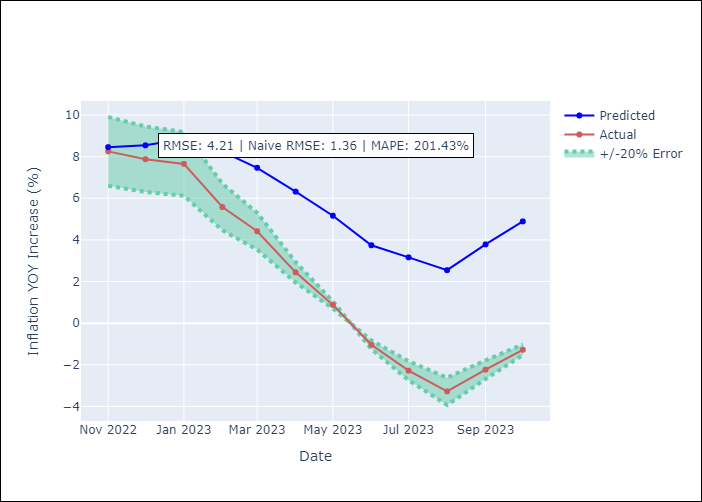 RMSE: 4.21 | Naive RMSE: 1.36 | MAPE: 201.43%
Predicted
Actual
+/-20% Error
Inflation YOY Increase (%)
10
8
6
4
2
0
−2
−4
Nov 2022
Jan 2023
Mar 2023
May 2023
Jul 2023
Sep 2023
Date